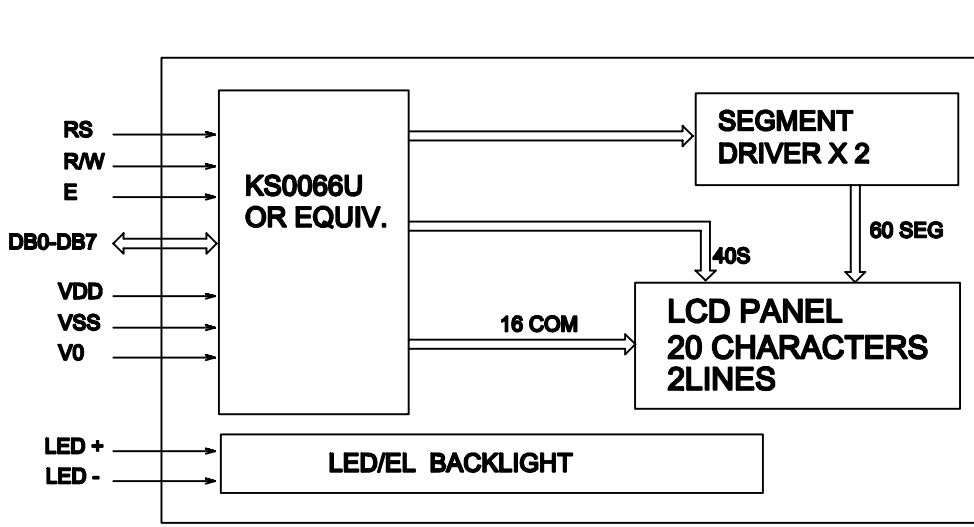 RS
R/W
E
DB0-DB7
VDD
VSS
V0
LED +
LED -
KS0066U
OR EQUIV.
SEGMENT
DRIVER X 2
60 SEG
40S
16 COM
LCD PANEL
20 CHARACTERS
2LINES
LED/EL BACKLIGHT